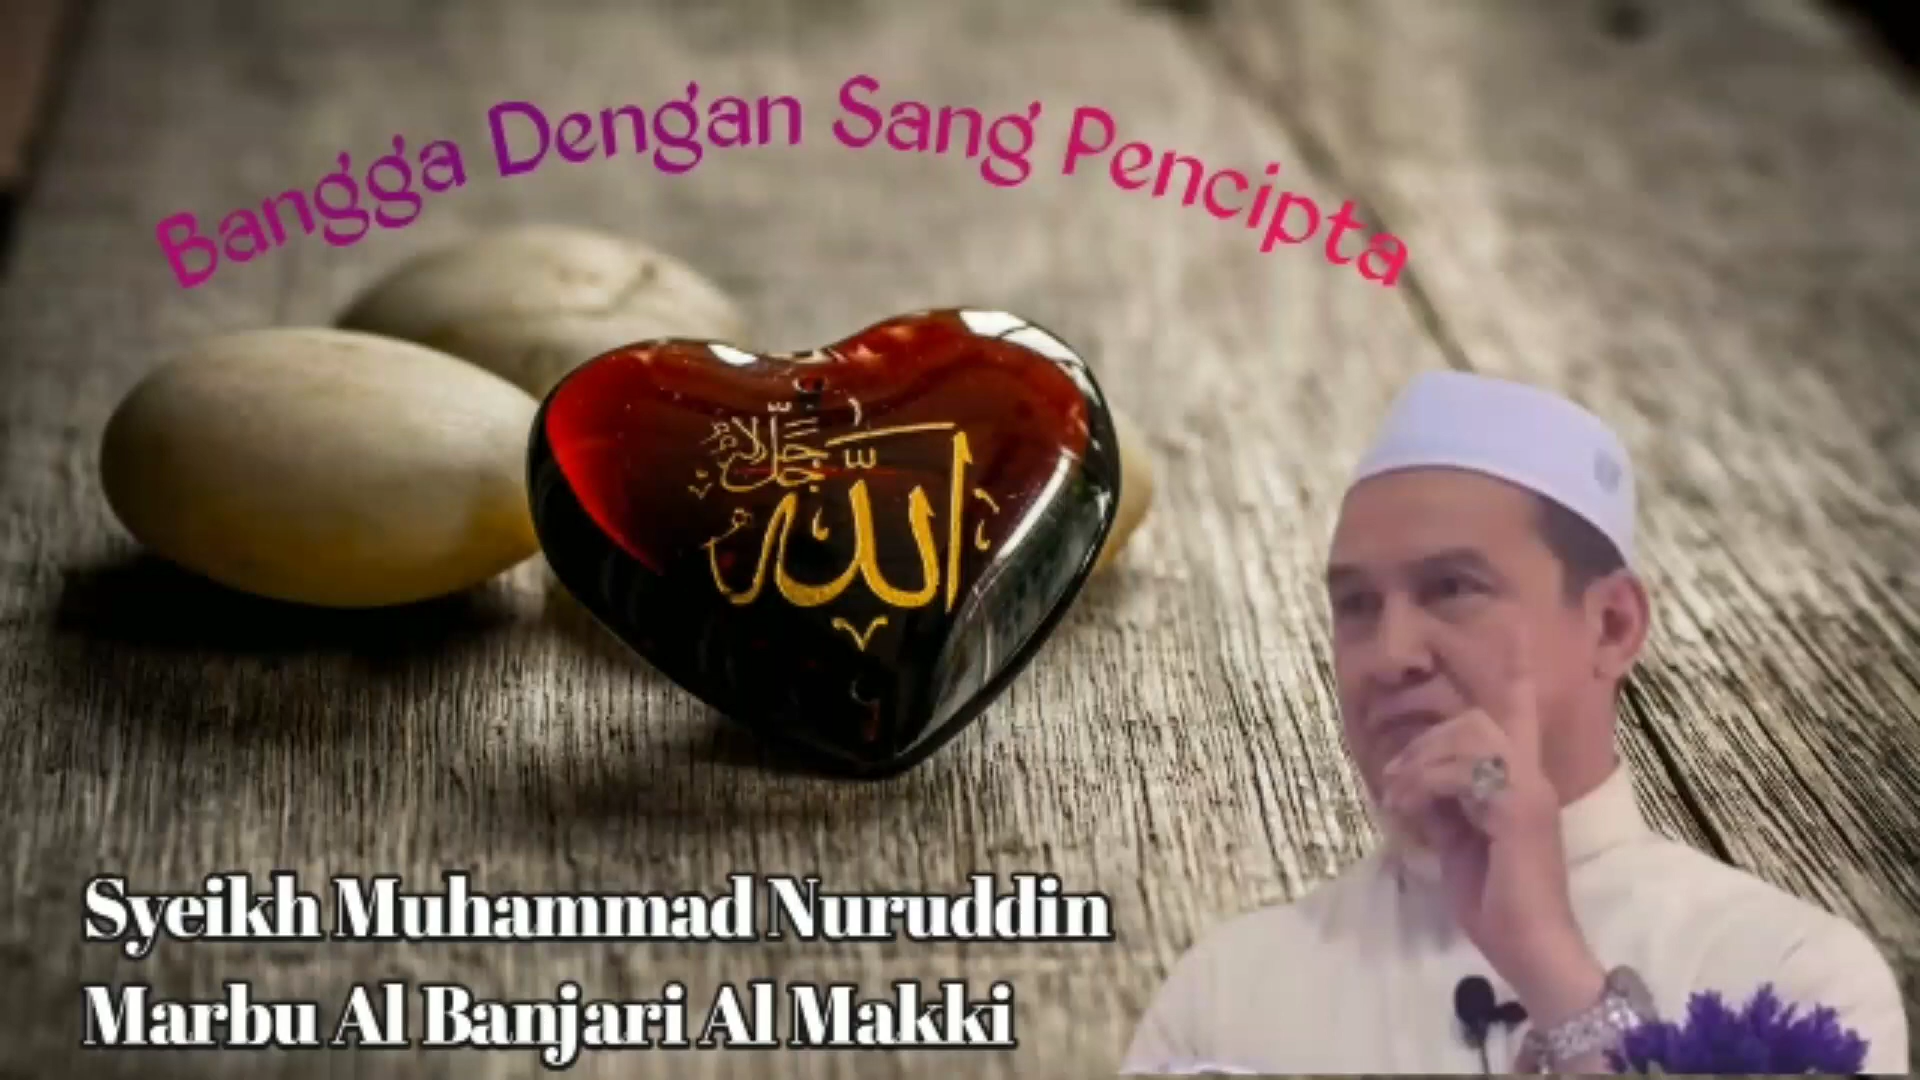 Bangga Dengan Sang Pencipta
الله جل جلاله
Syeikh Muhammad Nuruddin
Marbu Al Banjari Al Makki